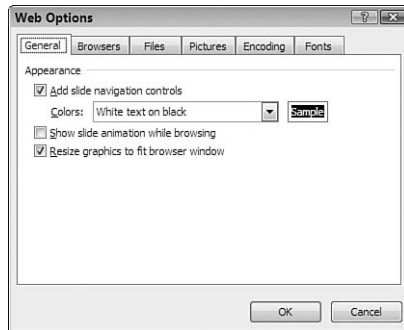 Web Options
General Browsers Files Pictures Encoding Fonts
Appearance
Add slide navigation controls
Colors: White text on black Sample
Show slide animation while browsing
Resize graphics to fit browser window
OK Cancel